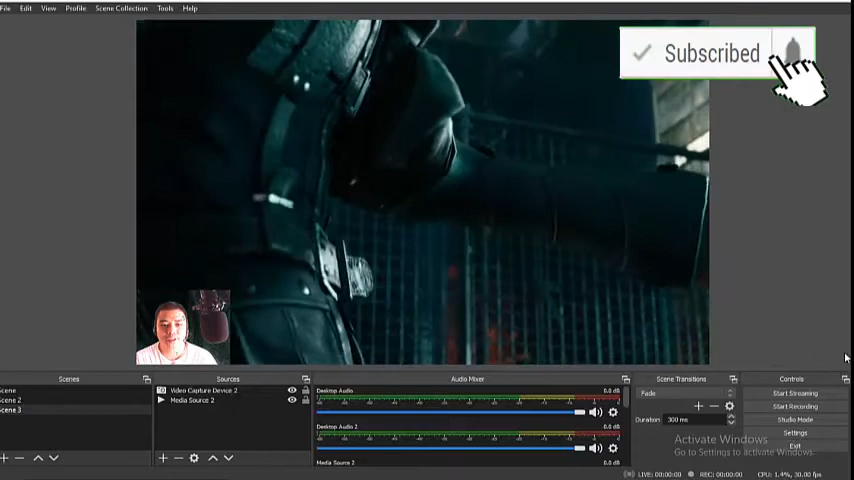 File Edit View Profile Scene Collection Tools Help
Subscribed
Scenes
Scene
Scene 2
Scene 3
Sources
Video Capture Device 2
Media Source 2
Audio Mixer
Desktop Audio 0.0 dB
Desktop Audio 2 0.0 dB
Media Source 2 0.0 dB
Scene Transitions
Fade
Duration: 300 ms
Controls
Start Streaming
Start Recording
Studio Mode
Settings
Exit
Activate Windows
Go to Settings to activate Windows.
LIVE: 00:00:00 REC: 00:00:00 CPU: 1.4%, 30.00 fps